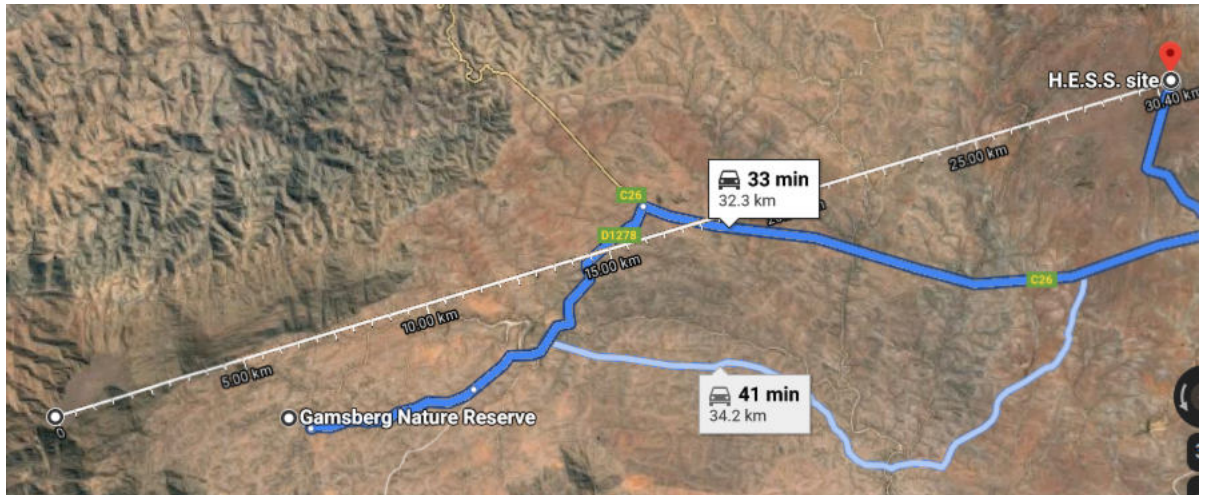 H.E.S.S. site
30.40 km
25.00 km
33 min
32.3 km
C26
D1278
15.00 km
C26
10.00 km
5.00 km
41 min
34.2 km
Gamsberg Nature Reserve
0